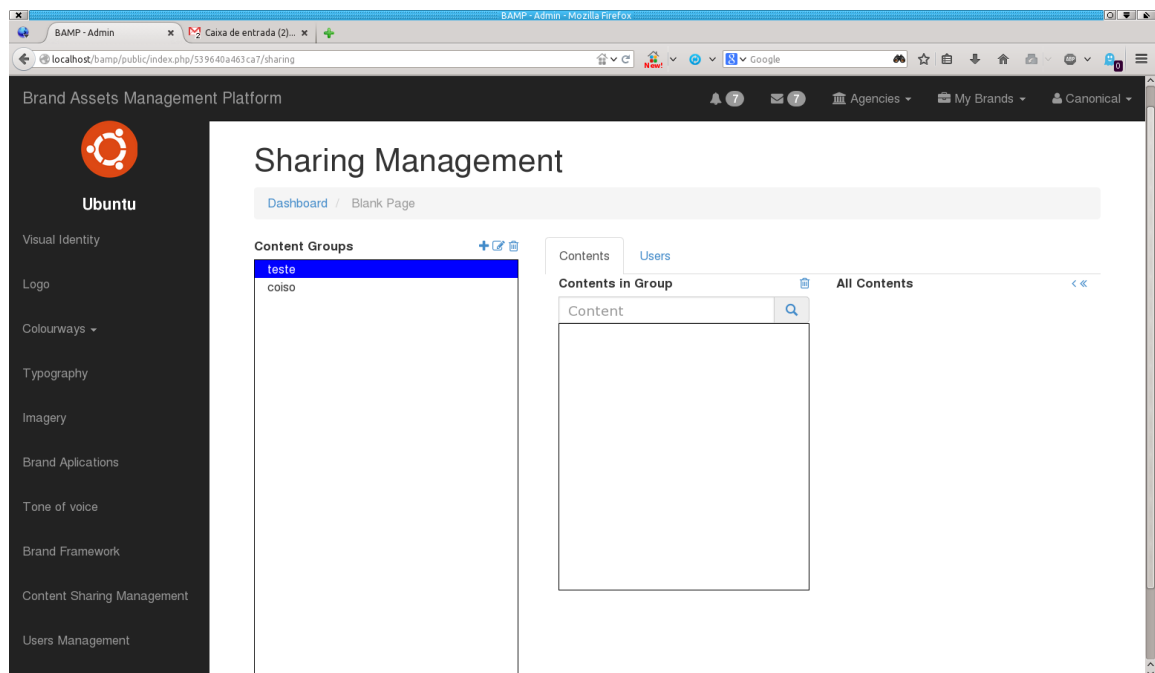 BAMP - Admin - Mozilla Firefox
BAMP - Admin
Caixa de entrada (2)...
localhost/bamp/public/index.php/539640a463ca7/sharing
New!
Google
ABP
0
Brand Assets Management Platform
7
7
Agencies
My Brands
Canonical
Ubuntu
Visual Identity
Logo
Colourways
Typography
Imagery
Brand Aplications
Tone of voice
Brand Framework
Content Sharing Management
Users Management
Sharing Management
Dashboard / Blank Page
Content Groups
teste
coiso
Contents
Users
Contents in Group
Content
All Contents